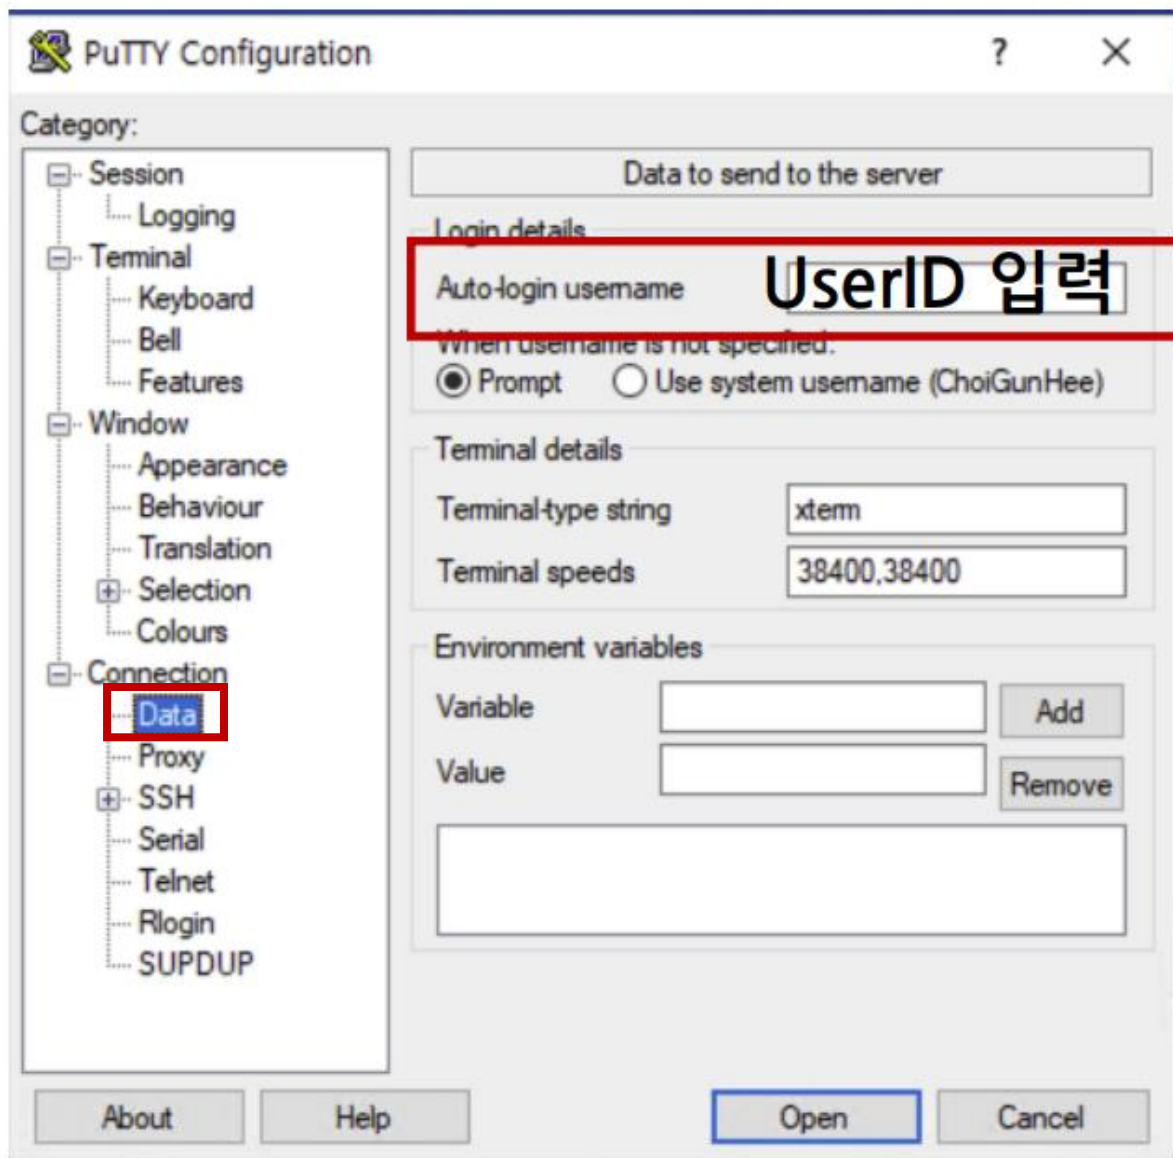 PuTTY Configuration
?
Category:
Session
Logging
Terminal
Keyboard
Bell
Features
Window
Appearance
Behaviour
Translation
Selection
Colours
Connection
Data
Proxy
SSH
Serial
Telnet
Rlogin
SUPDUP
Data to send to the server
Login details
Auto-login username
UserID 입력
When username is not specified:
Prompt
Use system username (ChoiGunHee)
Terminal details
Terminal-type string
xterm
Terminal speeds
38400,38400
Environment variables
Variable
Add
Value
Remove
About
Help
Open
Cancel